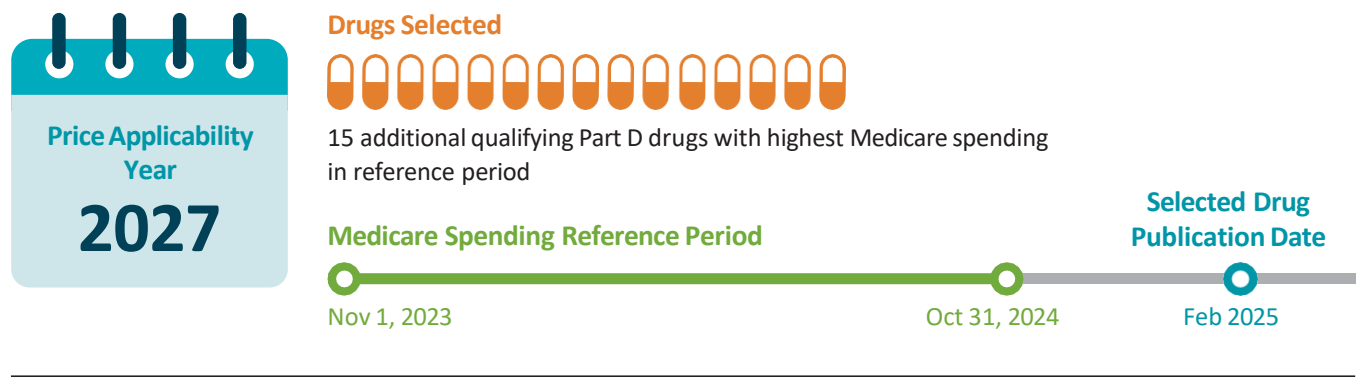 Price Applicability
Year
2027
Drugs Selected
15 additional qualifying Part D drugs with highest Medicare spending
in reference period
Medicare Spending Reference Period
Nov 1, 2023
Oct 31, 2024
Selected Drug
Publication Date
Feb 2025